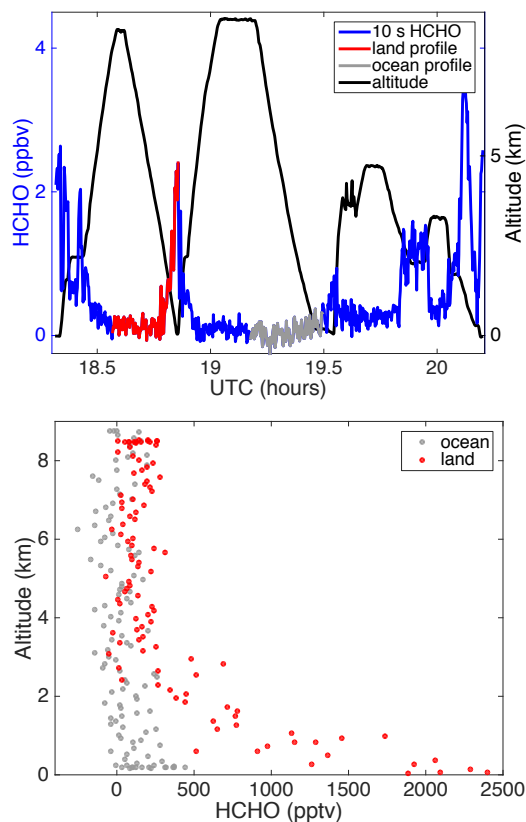 10 s HCHO
land profile
ocean profile
altitude
HCHO (ppbv)
4
2
0
Altitude (km)
5
0
18.5 19 19.5 20
UTC (hours)
ocean
land
Altitude (km)
8
6
4
2
0
0 500 1000 1500 2000 2500
HCHO (pptv)